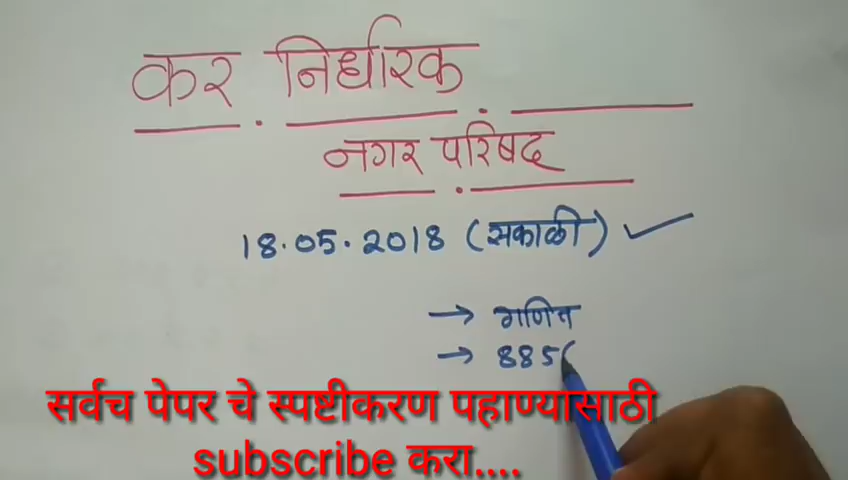 कर निर्धारक
नगर परिषद
18.05.2018 (सकाळी) ✓
→ गणित
→ 885
सर्वच पेपर चे स्पष्टीकरण पहाण्यासाठी
subscribe करा....